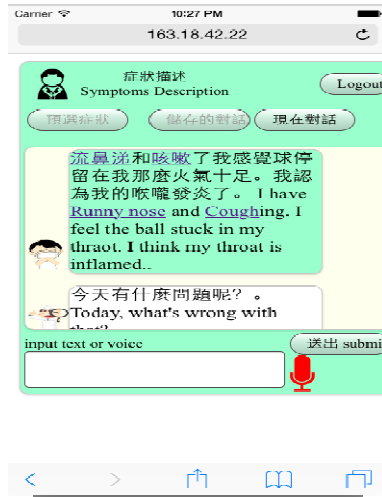 Carrier 10:27 PM
163.18.42.22
症狀描述
Symptoms Description
Logout
預選症狀 儲存的對話 現在對話
流鼻涕和咳嗽了我感覺球停
留在我那麼火氣十足。我認
為我的喉嚨發炎了。 I have
Runny nose and Coughing. I
feel the ball stuck in my
thraot. I think my throat is
inflamed..
今天有什麼問題呢? 。
Today, what's wrong with
that?
input text or voice
送出 submi